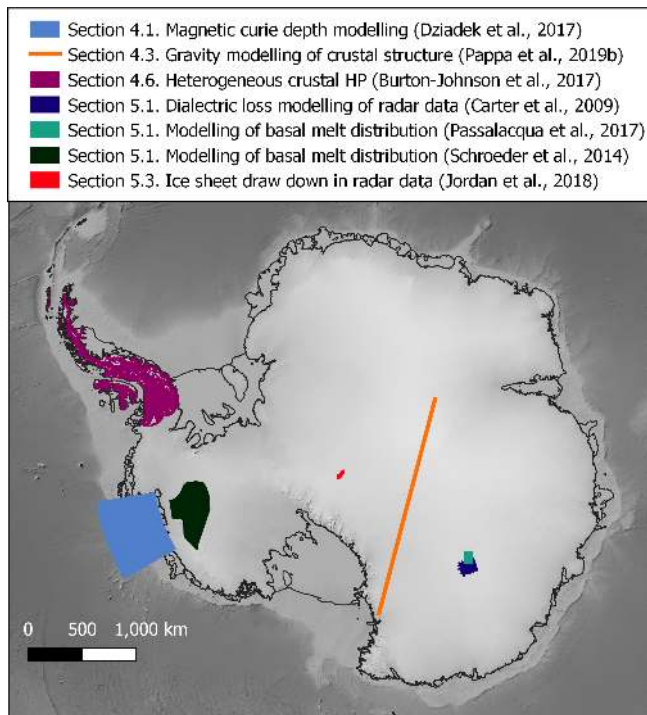 Section 4.1. Magnetic curie depth modelling (Dziadek et al., 2017)
Section 4.3. Gravity modelling of crustal structure (Pappa et al., 2019b)
Section 4.6. Heterogeneous crustal HP (Burton-Johnson et al., 2017)
Section 5.1. Dialectric loss modelling of radar data (Carter et al., 2009)
Section 5.1. Modelling of basal melt distribution (Passalacqua et al., 2017)
Section 5.1. Modelling of basal melt distribution (Schroeder et al., 2014)
Section 5.3. Ice sheet draw down in radar data (Jordan et al., 2018)
0 500 1,000 km